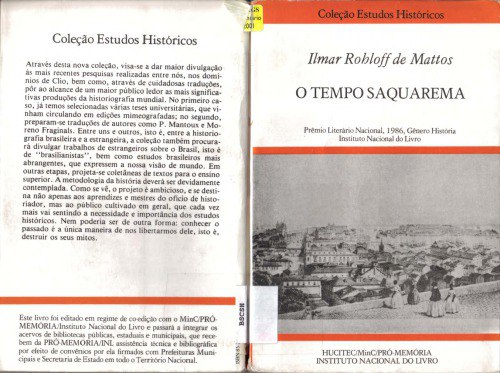 Coleção Estudos Históricos
Através desta nova coleção, visa-se a dar maior divulgação
às mais recentes pesquisas realizadas entre nós, nos domí-
nios de Clio, bem como, através de cuidadosas traduções,
pôr ao alcance de um maior público ledor as mais significa-
tivas produções da historiografia mundial. No primeiro ca-
so, já temos selecionadas várias teses universitárias, que vi-
nham circulando em edições mimeografadas; no segundo,
preparam-se traduções de autores como P. Mantoux e Mo-
reno Fraginals. Entre uns e outros, isto é, entre a historio-
grafia brasileira e a estrangeira, a coleção também procura-
rá divulgar trabalhos de estrangeiros sobre o Brasil, isto é
de "brasilianistas", bem como estudos brasileiros mais
abrangentes, que expressem a nossa visão de mundo. Em
outras etapas, projeta-se coletâneas de textos para o ensino
superior. A metodologia da história deverá ser devidamente
contemplada. Como se vê, o projeto é ambicioso, e se desti-
na não apenas aos aprendizes e mestres do ofício de histo-
riador, mas ao público cultivado em geral, que cada vez
mais vai sentindo a necessidade e importância dos estudos
históricos. Nem poderia ser de outra forma: conhecer o
passado é a única maneira de nos libertarmos dele, isto é,
destruir os seus mitos.
Este livro foi editado em regime de co-edição com o MinC/PRÓ-
MEMÓRIA/Instituto Nacional do Livro e passará a integrar os
acervos de bibliotecas públicas, estaduais e municipais, que rece-
bem da PRÓ-MEMÓRIA/INL assistência técnica e bibliográfica
por efeito de convênios por ela firmados com Prefeituras Muni-
cipais e Secretaria de Estado em todo o Território Nacional.
BSCSH
2001
Coleção Estudos Históricos
Ilmar Rohloff de Mattos
O TEMPO SAQUAREMA
Prêmio Literário Nacional, 1986, Gênero História
Instituto Nacional do Livro
HUCITEC/MinC/PRÓ-MEMÓRIA
INSTITUTO NACIONAL DO LIVRO